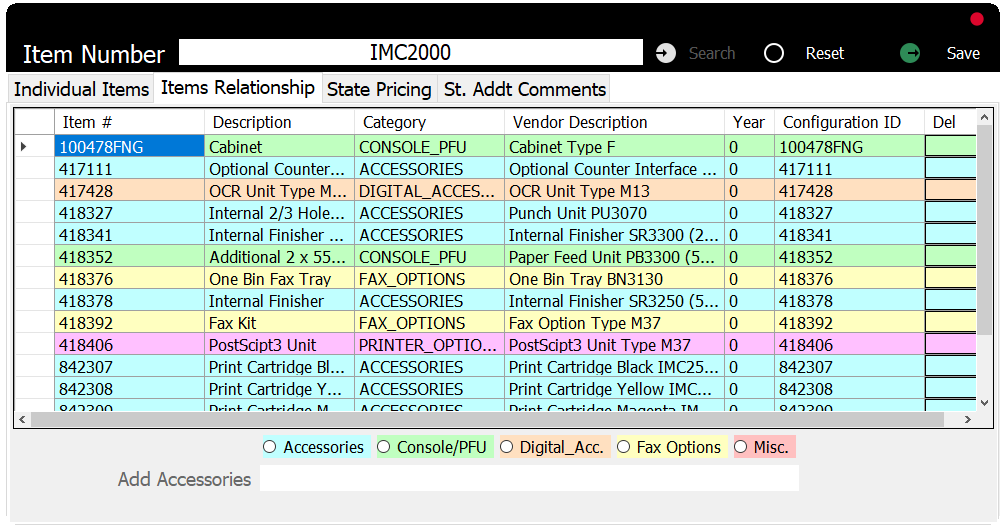 Item Number IMC2000 Search Reset Save
Individual Items Items Relationship State Pricing St. Addt Comments
Item # Description Category Vendor Description Year Configuration ID Del
100478FNG Cabinet CONSOLE_PFU Cabinet Type F 0 100478FNG
417111 Optional Counter... ACCESSORIES Optional Counter Interface ... 0 417111
417428 OCR Unit Type M... DIGITAL_ACCES... OCR Unit Type M13 0 417428
418327 Internal 2/3 Hole... ACCESSORIES Punch Unit PU3070 0 418327
418341 Internal Finisher ... ACCESSORIES Internal Finisher SR3300 (2... 0 418341
418352 Additional 2 x 55... CONSOLE_PFU Paper Feed Unit PB3300 (5... 0 418352
418376 One Bin Fax Tray FAX_OPTIONS One Bin Tray BN3130 0 418376
418378 Internal Finisher ACCESSORIES Internal Finisher SR3250 (5... 0 418378
418392 Fax Kit FAX_OPTIONS Fax Option Type M37 0 418392
418406 PostScipt3 Unit PRINTER_OPTIO... PostScipt3 Unit Type M37 0 418406
842307 Print Cartridge Bl... ACCESSORIES Print Cartridge Black IMC25... 0 842307
842308 Print Cartridge Y... ACCESSORIES Print Cartridge Yellow IMC... 0 842308
842309 Print Cartridge M... ACCESSORIES Print Cartridge Magenta IM... 0 842309
Accessories Console/PFU Digital_Acc. Fax Options Misc.
Add Accessories